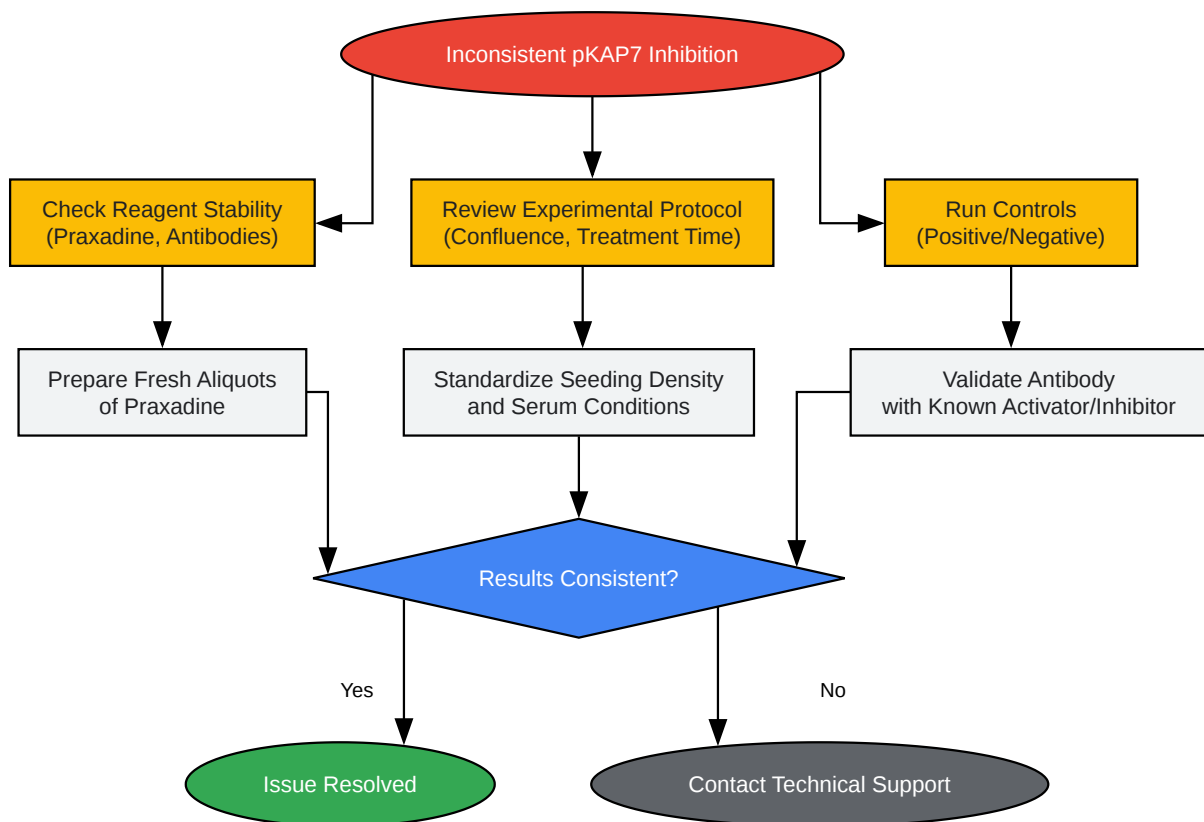 Inconsistent pKAP7 Inhibition
Check Reagent Stability
(Praxadine, Antibodies)
Review Experimental Protocol
(Confluence, Treatment Time)
Run Controls
(Positive/Negative)
Prepare Fresh Aliquots
of Praxadine
Standardize Seeding Density
and Serum Conditions
Validate Antibody
with Known Activator/Inhibitor
Results Consistent?
Yes
No
Issue Resolved
Contact Technical Support